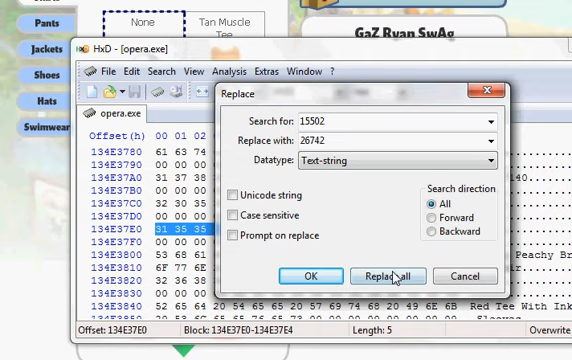 None
Tan Muscle
Tee
Pants
Jackets
Shoes
Hats
Swimwear
GaZ Ryan SwAg
HxD - [opera.exe]
File Edit Search View Analysis Extras Window ?
opera.exe
Offset(h) 00 01 02
134E3780 61 63 74
134E3790 00 00 00
134E37A0 31 37 38
134E37B0 00 00 00
134E37C0 32 30 35
134E37D0 00 00 00
134E37E0 31 35 35
134E37F0 00 00 00
134E3800 53 68 61
134E3810 6F 77 6E
134E3820 32 36 38
134E3830 00 00 00
134E3840 52 65 64 20 54 65 65 20 57 69 74 68 20 49 6E 6B Red Tee With Ink
Replace
Search for: 15502
Replace with: 26742
Datatype: Text-string
Unicode string
Case sensitive
Prompt on replace
Search direction
All
Forward
Backward
OK
Replace all
Cancel
140
Peachy Br
Sleeves
Offset: 134E37E0 Block: 134E37E0-134E37E4 Length: 5 Overwrite